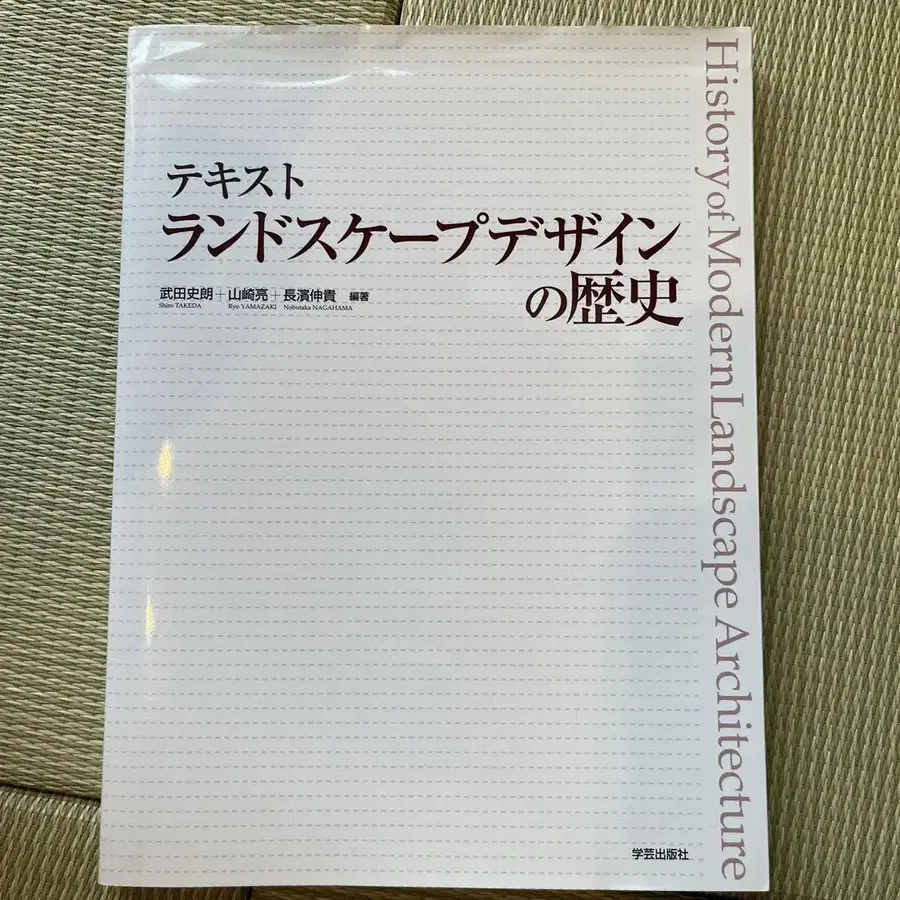 テキスト
ランドスケープデザイン
の歴史
武田史朗+山崎亮+長濱伸貴 編著
Shiro TAKEDA Ryo YAMAZAKI Nobutaka NAGAHAMA
History of Modern Landscape Architecture
学芸出版社